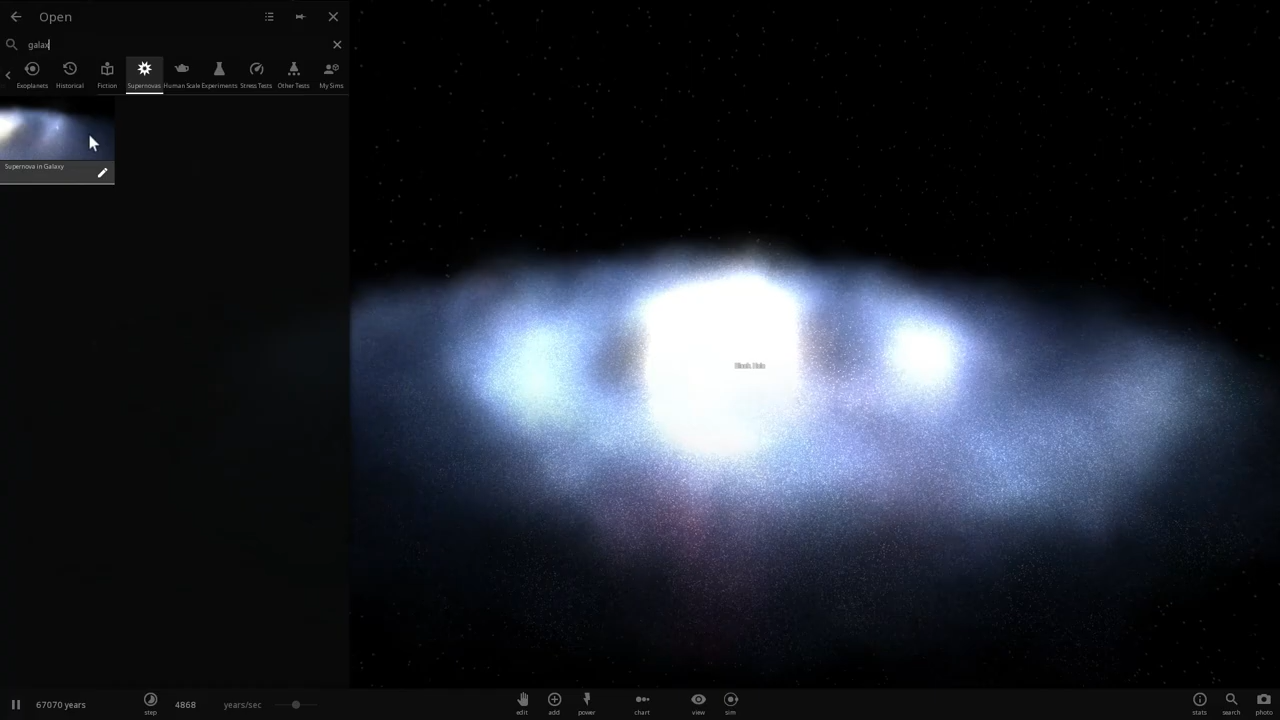 Open
galax
Exoplanets Historical Fiction Supernovas Human Scale Experiments Stress Tests Other Tests My Sims
Supernova in Galaxy
Black Hole
67070 years step 4868 years/sec edit add power chart view sim stats search photo